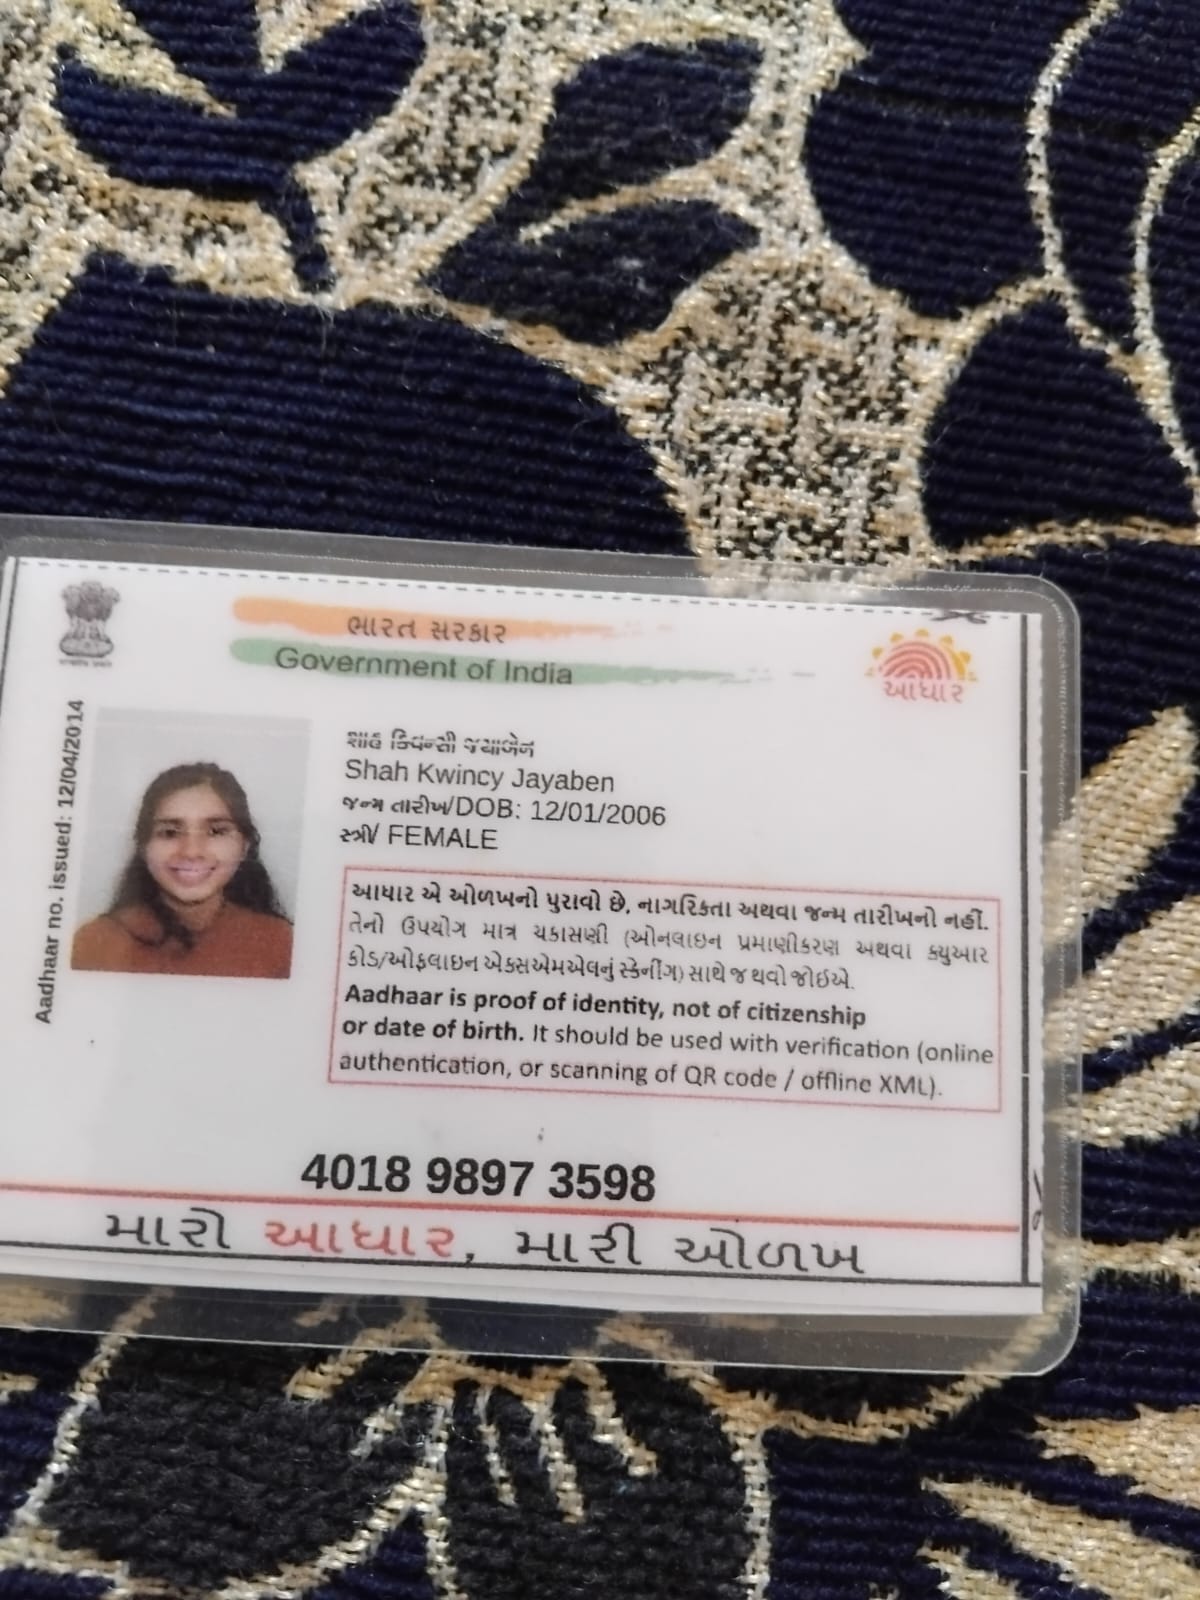 ભારત સરકાર
Government of India
આધાર
Aadhaar no. issued: 12/04/2014
શાહ ક્વિન્સી જયાબેન
Shah Kwincy Jayaben
જન્મ તારીખ/DOB: 12/01/2006
સ્ત્રી/ FEMALE
આધાર એ ઓળખનો પુરાવો છે, નાગરિકતા અથવા જન્મ તારીખનો નહીં.
તેનો ઉપયોગ માત્ર ચકાસણી (ઓનલાઇન પ્રમાણીકરણ અથવા ક્યુઆર
કોડ/ઓફલાઇન એક્સએમએલનું સ્કેનીંગ) સાથે જ થવો જોઈએ.
Aadhaar is proof of identity, not of citizenship
or date of birth. It should be used with verification (online
authentication, or scanning of QR code / offline XML).
4018 9897 3598
મારો આધાર, મારી ઓળખ